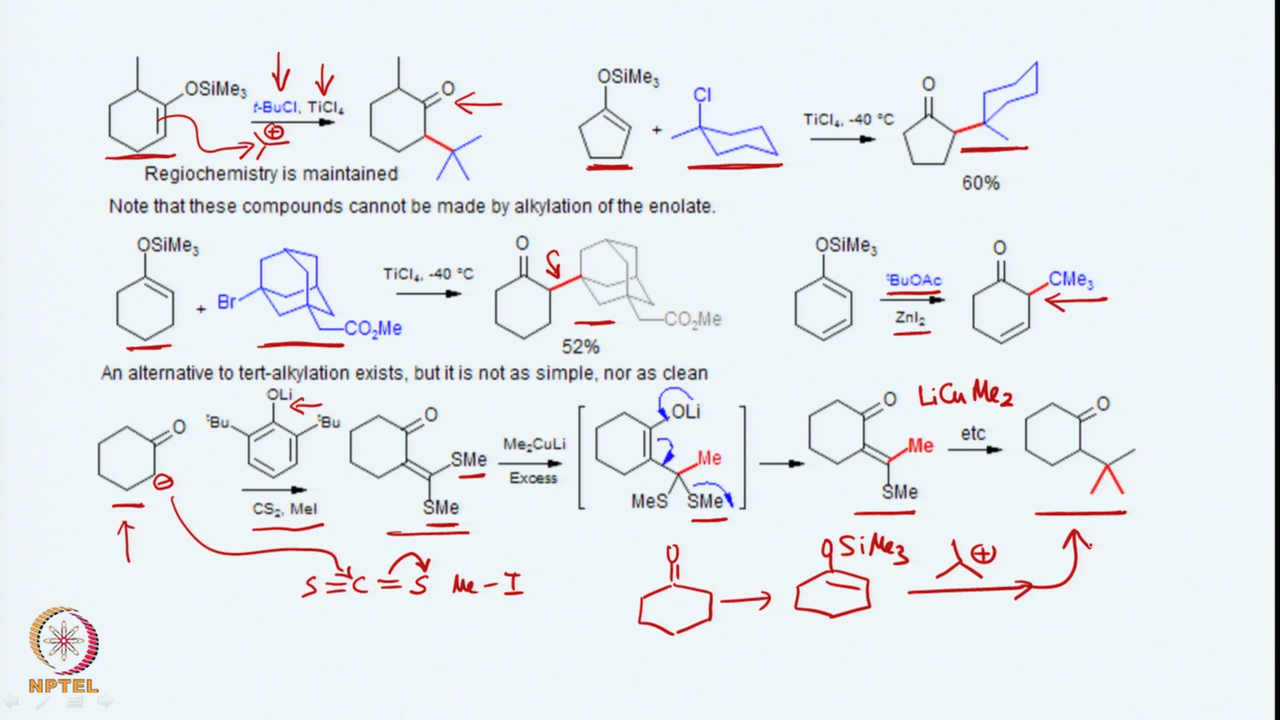 OSiMe3
t-BuCl, TiCl4
⊕
O
Regiochemistry is maintained
OSiMe3
+
Cl
TiCl4, -40 °C
O
60%
Note that these compounds cannot be made by alkylation of the enolate.
OSiMe3
+
Br
CO2Me
TiCl4, -40 °C
O
CO2Me
52%
OSiMe3
tBuOAc
ZnI2
O
CMe3
An alternative to tert-alkylation exists, but it is not as simple, nor as clean
O
⊖
OLi
tBu
tBu
CS2, MeI
O
SMe
SMe
Me2CuLi
Excess
OLi
Me
MeS
SMe
O
Me
SMe
LiCuMe2
etc
O
S=C=S Me-I
O
OSiMe3
⊕
NPTEL